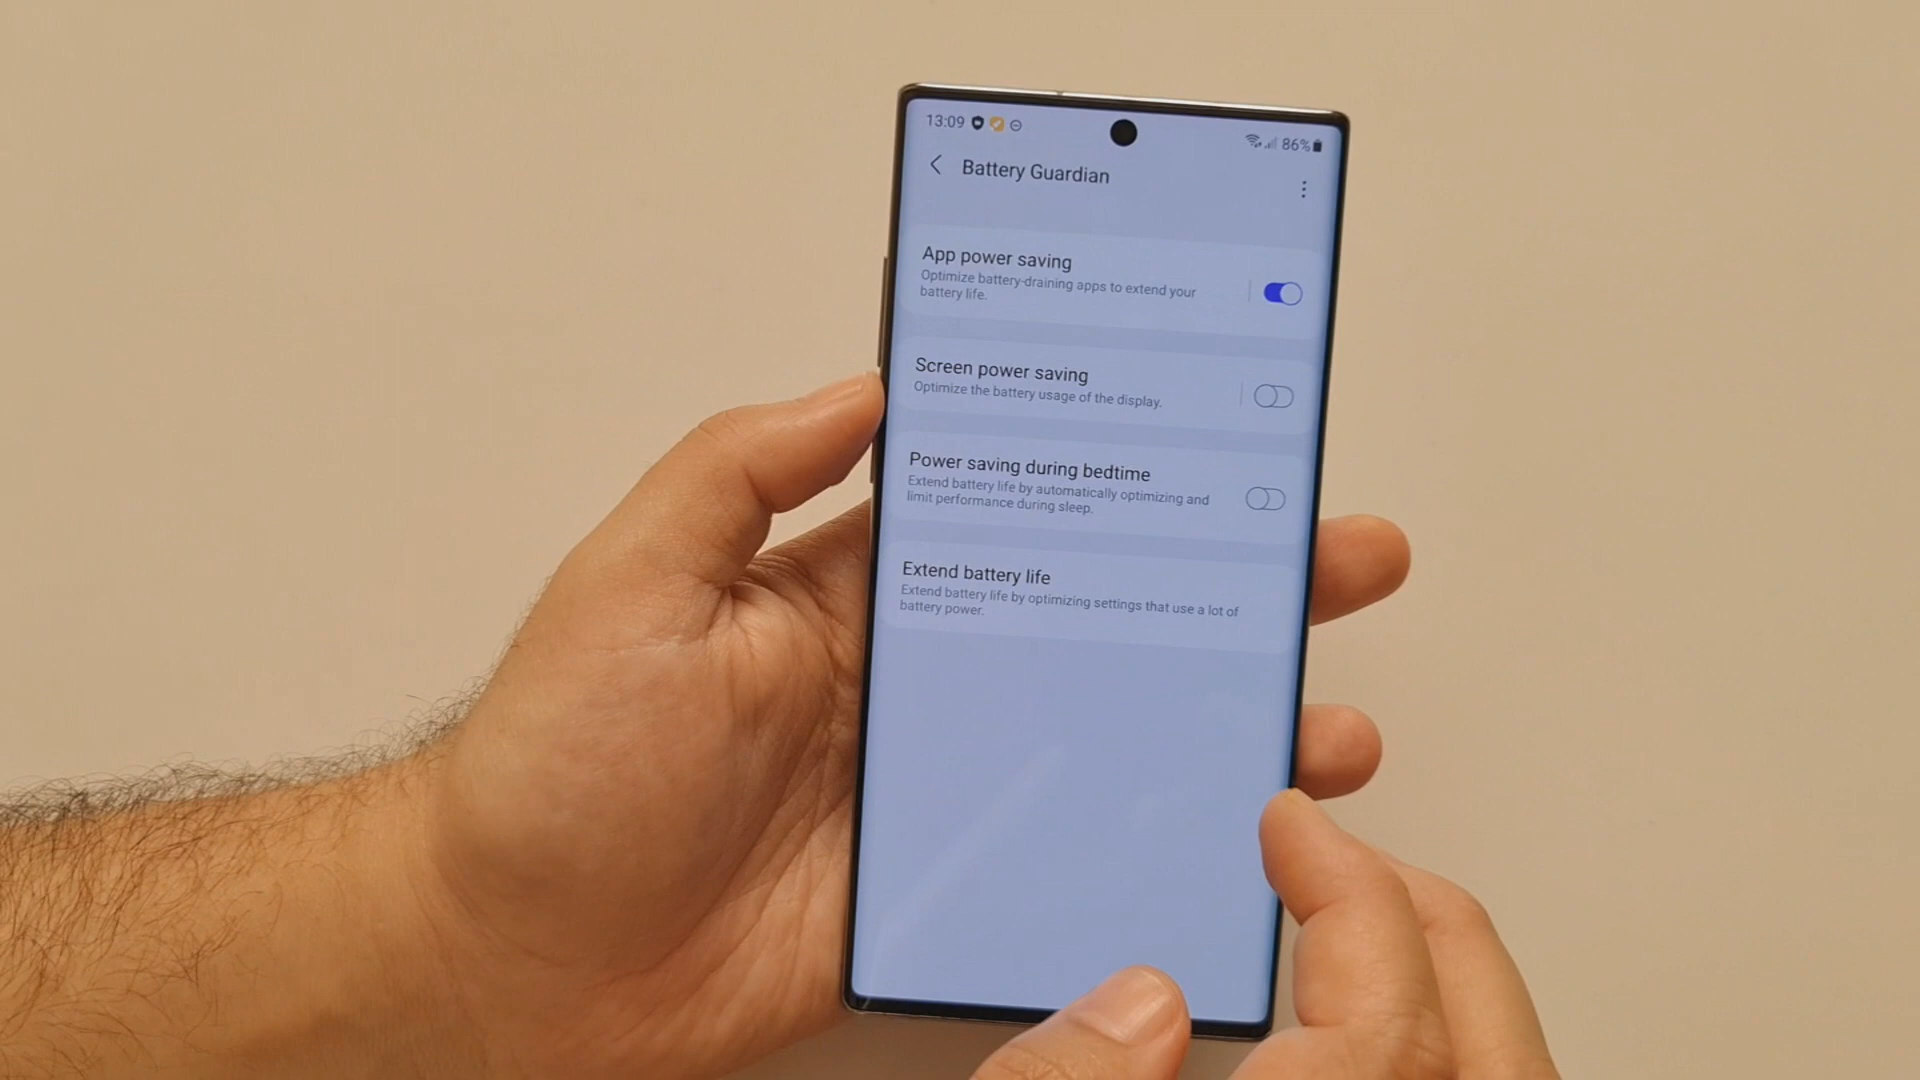 13:09
86%
Battery Guardian
App power saving
Optimize battery-draining apps to extend your
battery life.
Screen power saving
Optimize the battery usage of the display.
Power saving during bedtime
Extend battery life by automatically optimizing and
limit performance during sleep.
Extend battery life
Extend battery life by optimizing settings that use a lot of
battery power.